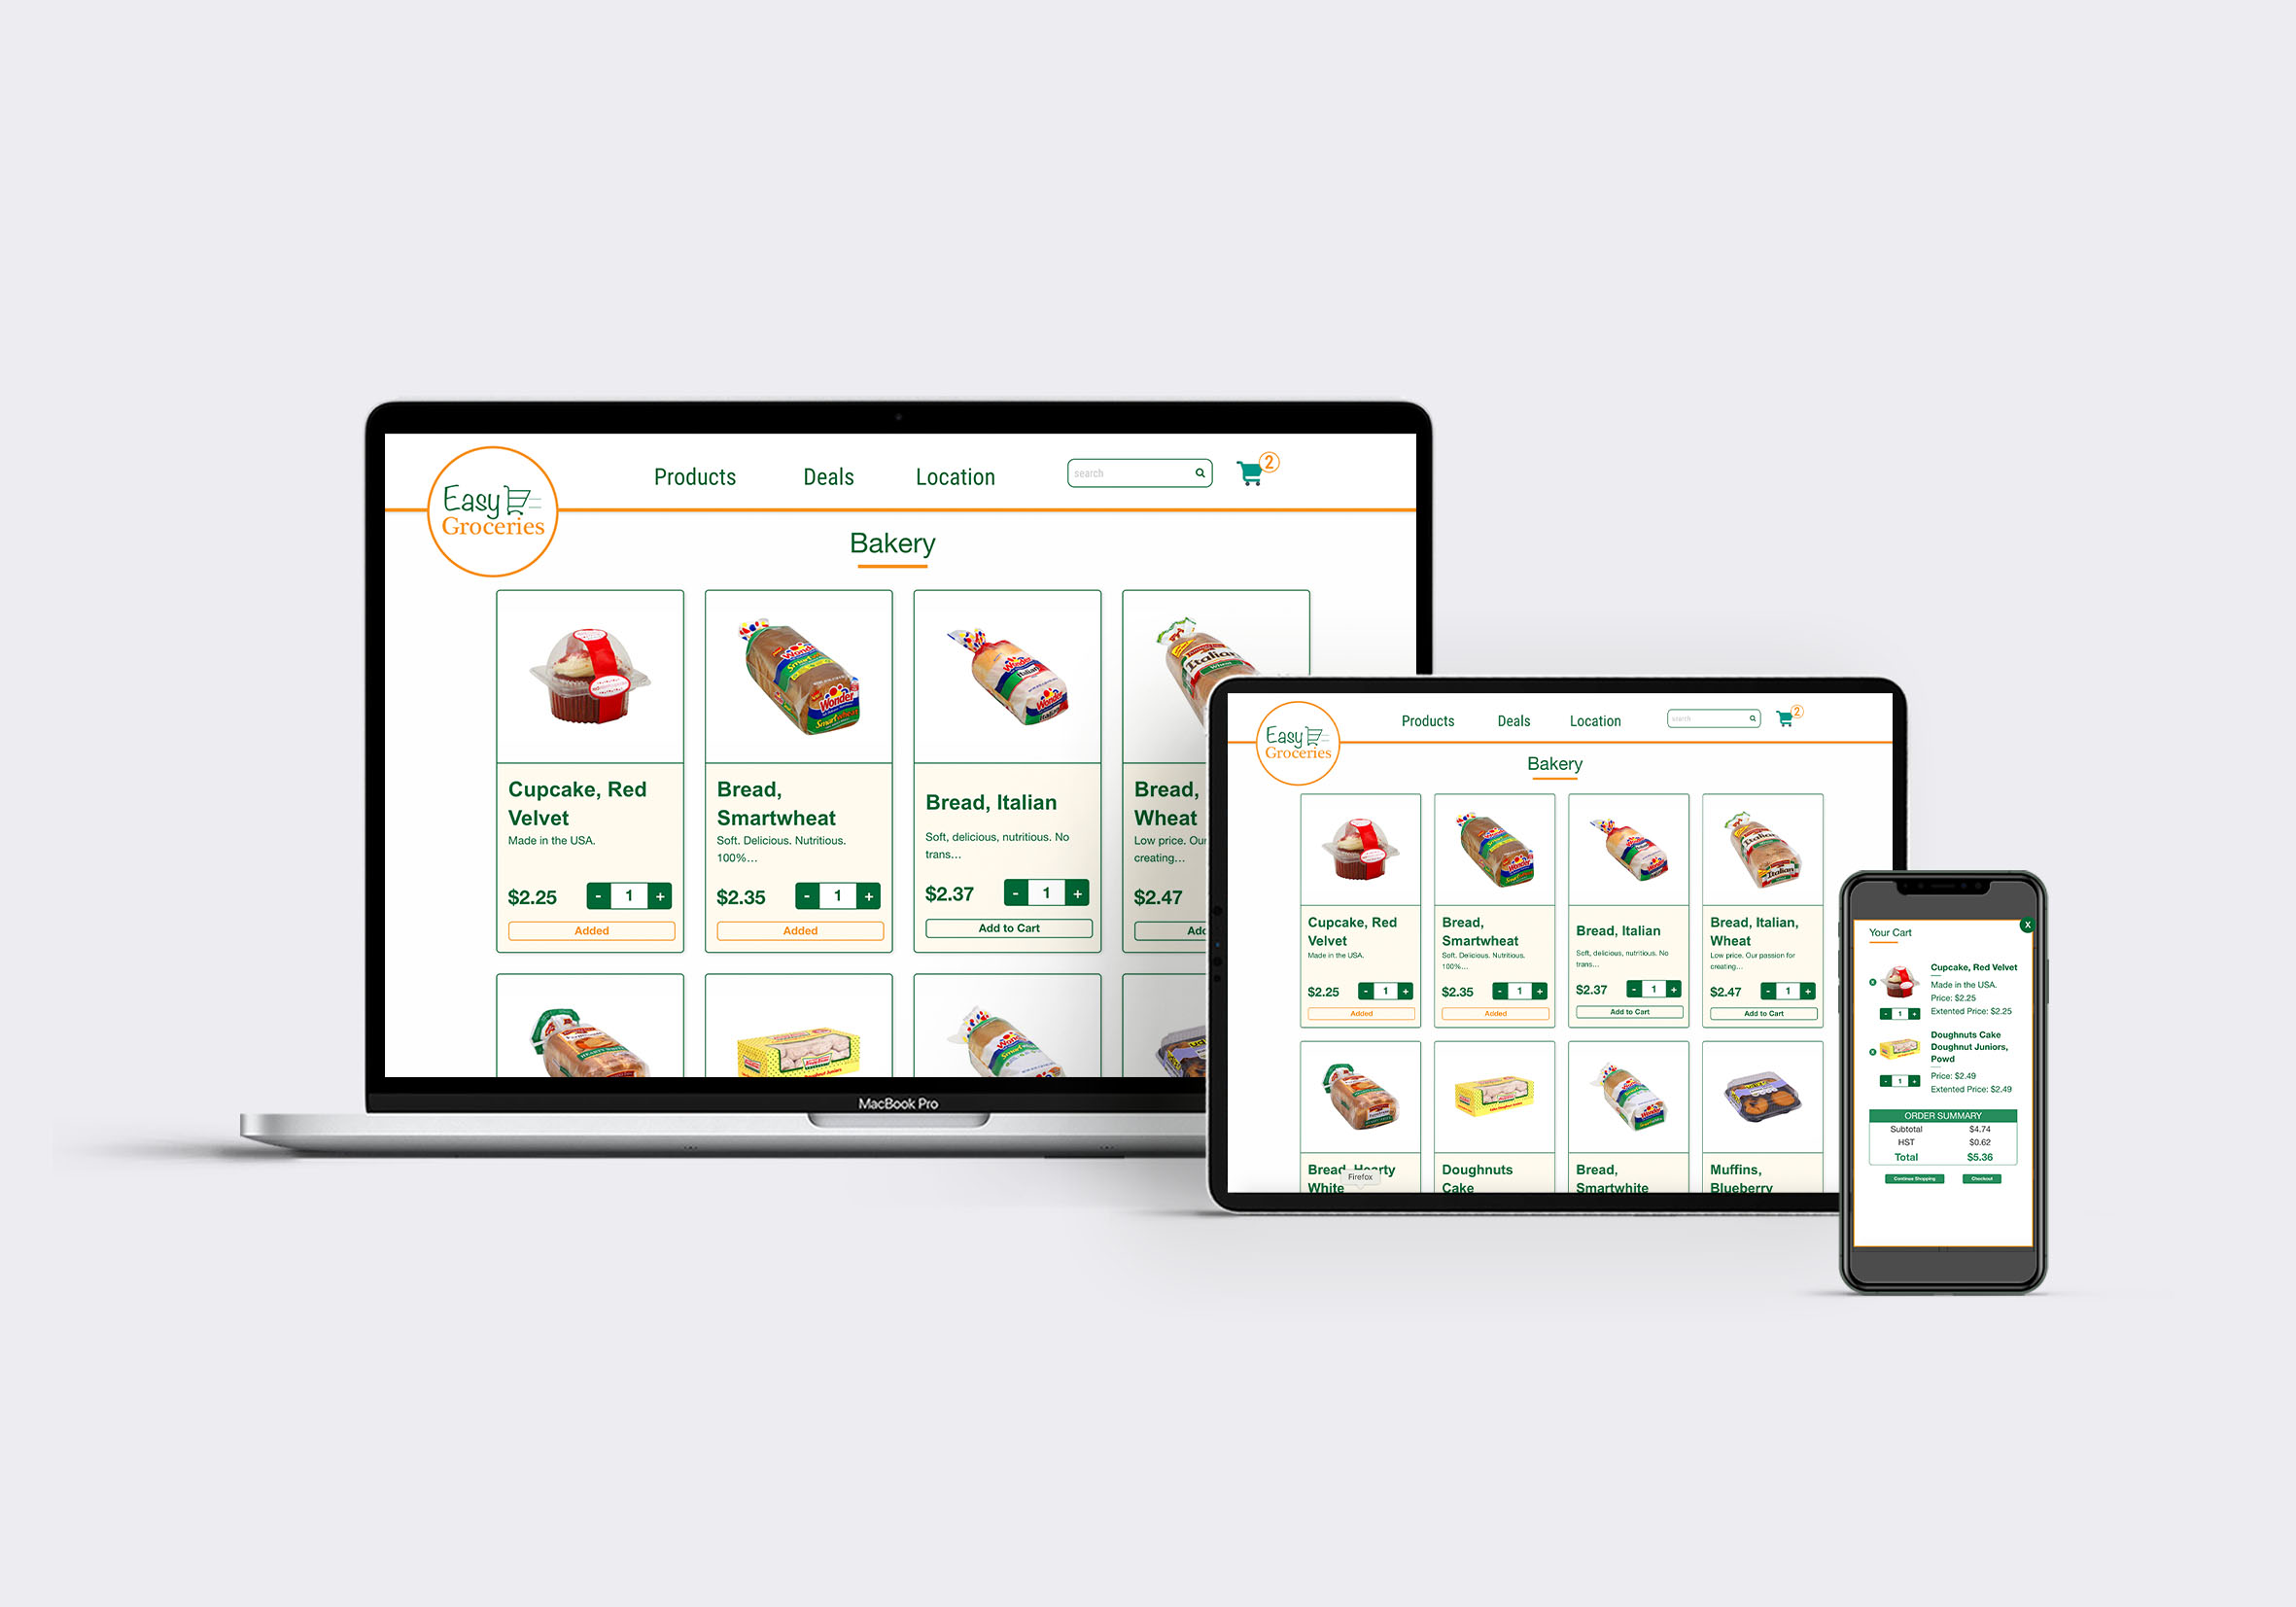 Easy
Groceries
Products
Deals
Location
search
2
Bakery
Cupcake, Red
Velvet
Made in the USA.
$2.25
- 1 +
Added
Bread,
Smartwheat
Soft. Delicious. Nutritious.
100%...
$2.35
- 1 +
Added
Bread, Italian
Soft, delicious, nutritious. No
trans...
$2.37
- 1 +
Add to Cart
Bread,
Wheat
Low price. Our
creating...
$2.47
Wonder
Smartwheat
Wonder
Italian
Italian
Wheat
MacBook Pro
Easy
Groceries
Products
Deals
Location
search
2
Bakery
Cupcake, Red
Velvet
Made in the USA.
$2.25
- 1 +
Added
Bread,
Smartwheat
Soft. Delicious. Nutritious.
100%...
$2.35
- 1 +
Added
Bread, Italian
Soft, delicious, nutritious. No
trans...
$2.37
- 1 +
Add to Cart
Bread, Italian,
Wheat
Low price. Our passion for
creating...
$2.47
- 1 +
Add to Cart
Bread, Hearty
White
Firefox
Doughnuts
Cake
Bread,
Smartwhite
Muffins,
Blueberry
X
Your Cart
Cupcake, Red Velvet
Made in the USA.
Price: $2.25
Extented Price: $2.25
- 1 +
Doughnuts Cake
Doughnut Juniors,
Powd
Price: $2.49
Extented Price: $2.49
- 1 +
ORDER SUMMARY
Subtotal $4.74
HST $0.62
Total $5.36
Continue Shopping
Checkout